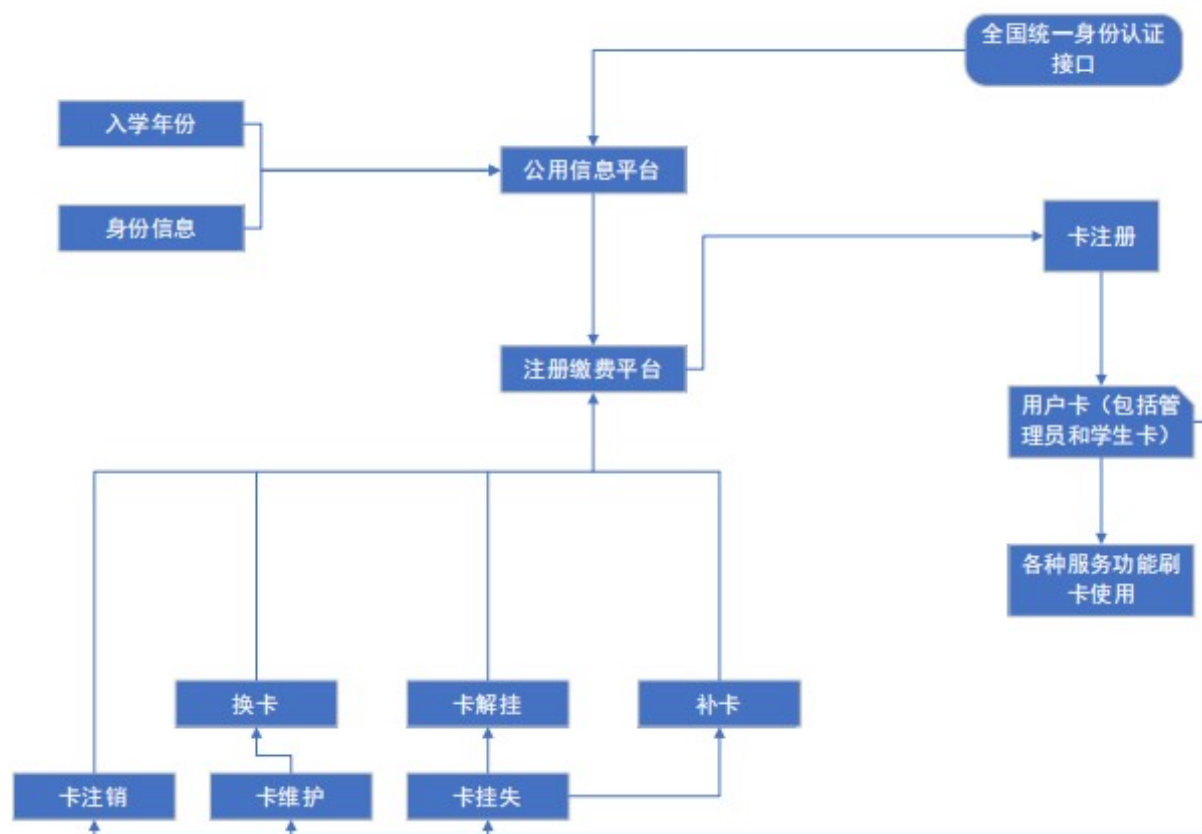 全国统一身份认证
接口
入学年份
公用信息平台
身份信息
卡注册
注册缴费平台
用户卡（包括管
理员和学生卡）
各种服务功能刷
卡使用
换卡
卡解挂
补卡
卡注销
卡维护
卡挂失